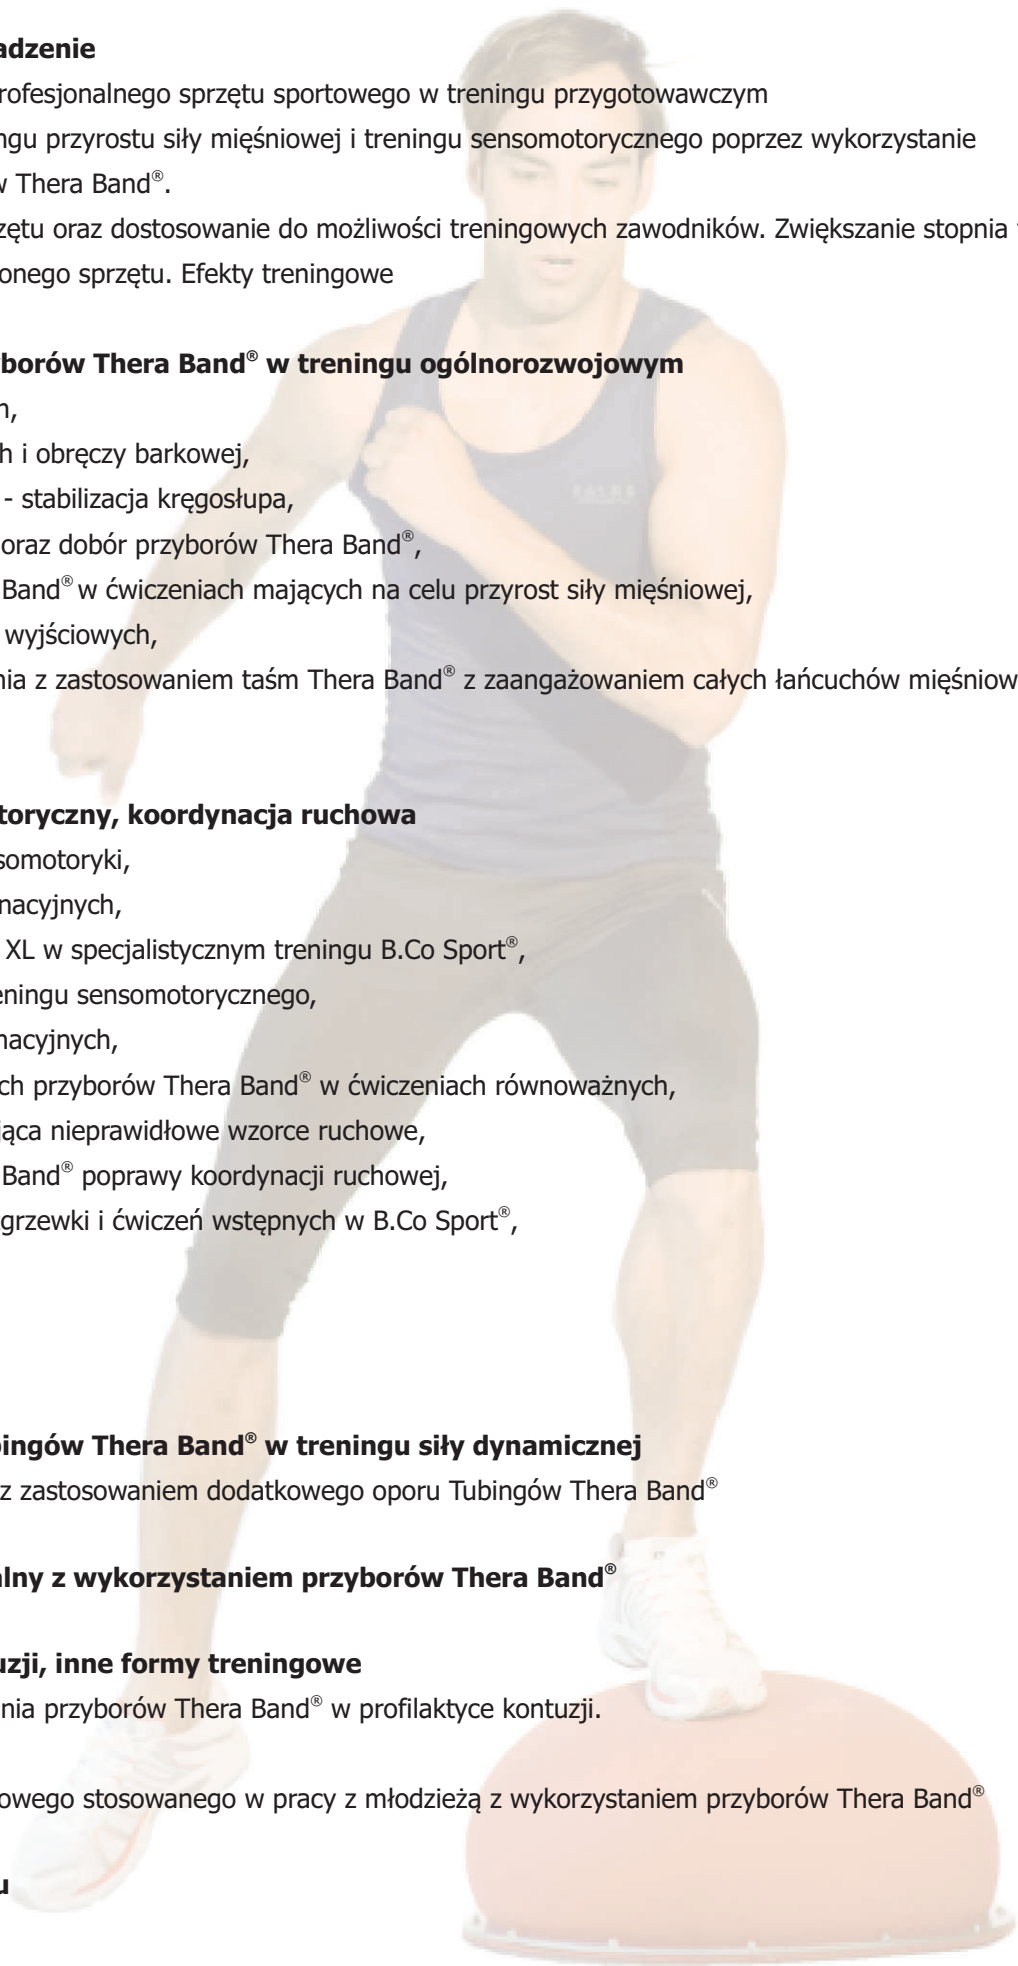 adzenie
rofesjonalnego sprzętu sportowego w treningu przygotowawczym
ngu przyrostu siły mięśniowej i treningu sensomotorycznego poprzez wykorzystanie
w Thera Band®.
zętu oraz dostosowanie do możliwości treningowych zawodników. Zwiększanie stopnia
onego sprzętu. Efekty treningowe
yborów Thera Band® w treningu ogólnorozwojowym
h,
h i obręczy barkowej,
- stabilizacja kręgosłupa,
oraz dobór przyborów Thera Band®,
Band® w ćwiczeniach mających na celu przyrost siły mięśniowej,
wyjściowych,
nia z zastosowaniem taśm Thera Band® z zaangażowaniem całych łańcuchów mięśniow
toryczny, koordynacja ruchowa
somotoryki,
nacyjnych,
XL w specjalistycznym treningu B.Co Sport®,
eningu sensomotorycznego,
nacyjnych,
ch przyborów Thera Band® w ćwiczeniach równoważnych,
jąca nieprawidłowe wzorce ruchowe,
Band® poprawy koordynacji ruchowej,
zgrzewki i ćwiczeń wstępnych w B.Co Sport®,
bingów Thera Band® w treningu siły dynamicznej
z zastosowaniem dodatkowego oporu Tubingów Thera Band®
alny z wykorzystaniem przyborów Thera Band®
uzji, inne formy treningowe
nia przyborów Thera Band® w profilaktyce kontuzji.
owego stosowanego w pracy z młodzieżą z wykorzystaniem przyborów Thera Band®
u